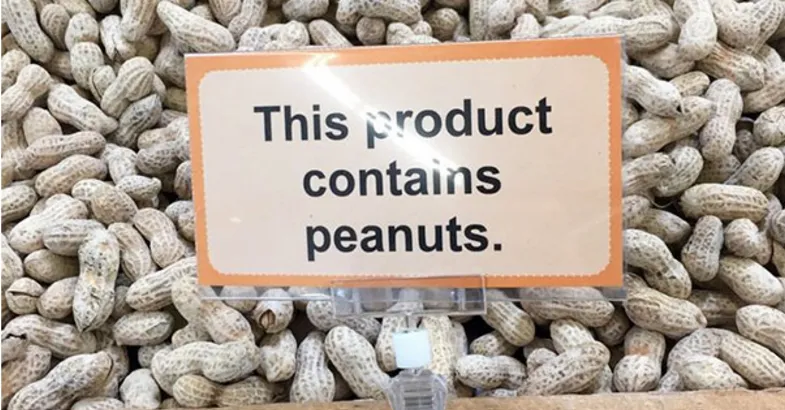 This product
contains
peanuts.